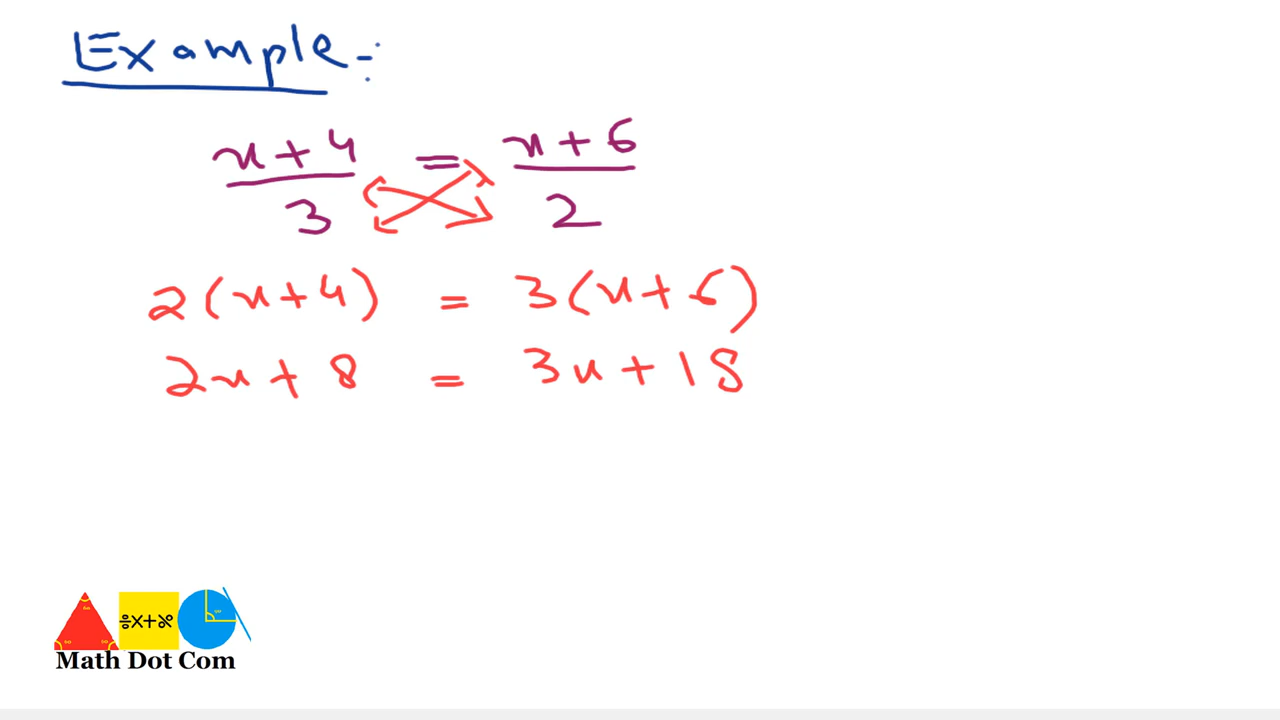 Example :-
x + 4 = x + 6
3 2
2(x+4) = 3(x+6)
2x + 8 = 3x + 18
÷×+%
Math Dot Com